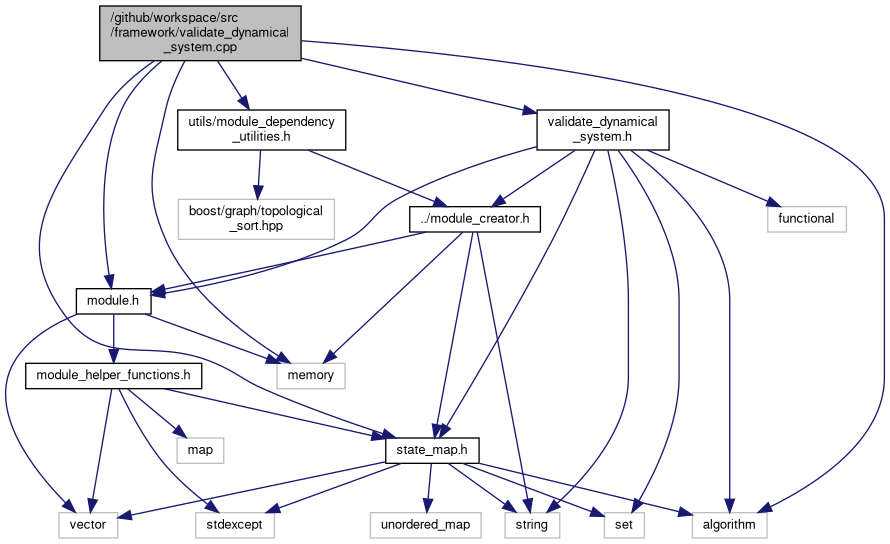 /github/workspace/src
/framework/validate_dynamical
_system.cpp
utils/module_dependency
_utilities.h
validate_dynamical
_system.h
boost/graph/topological
_sort.hpp
../module_creator.h
functional
module.h
module_helper_functions.h
memory
map
state_map.h
vector
stdexcept
unordered_map
string
set
algorithm